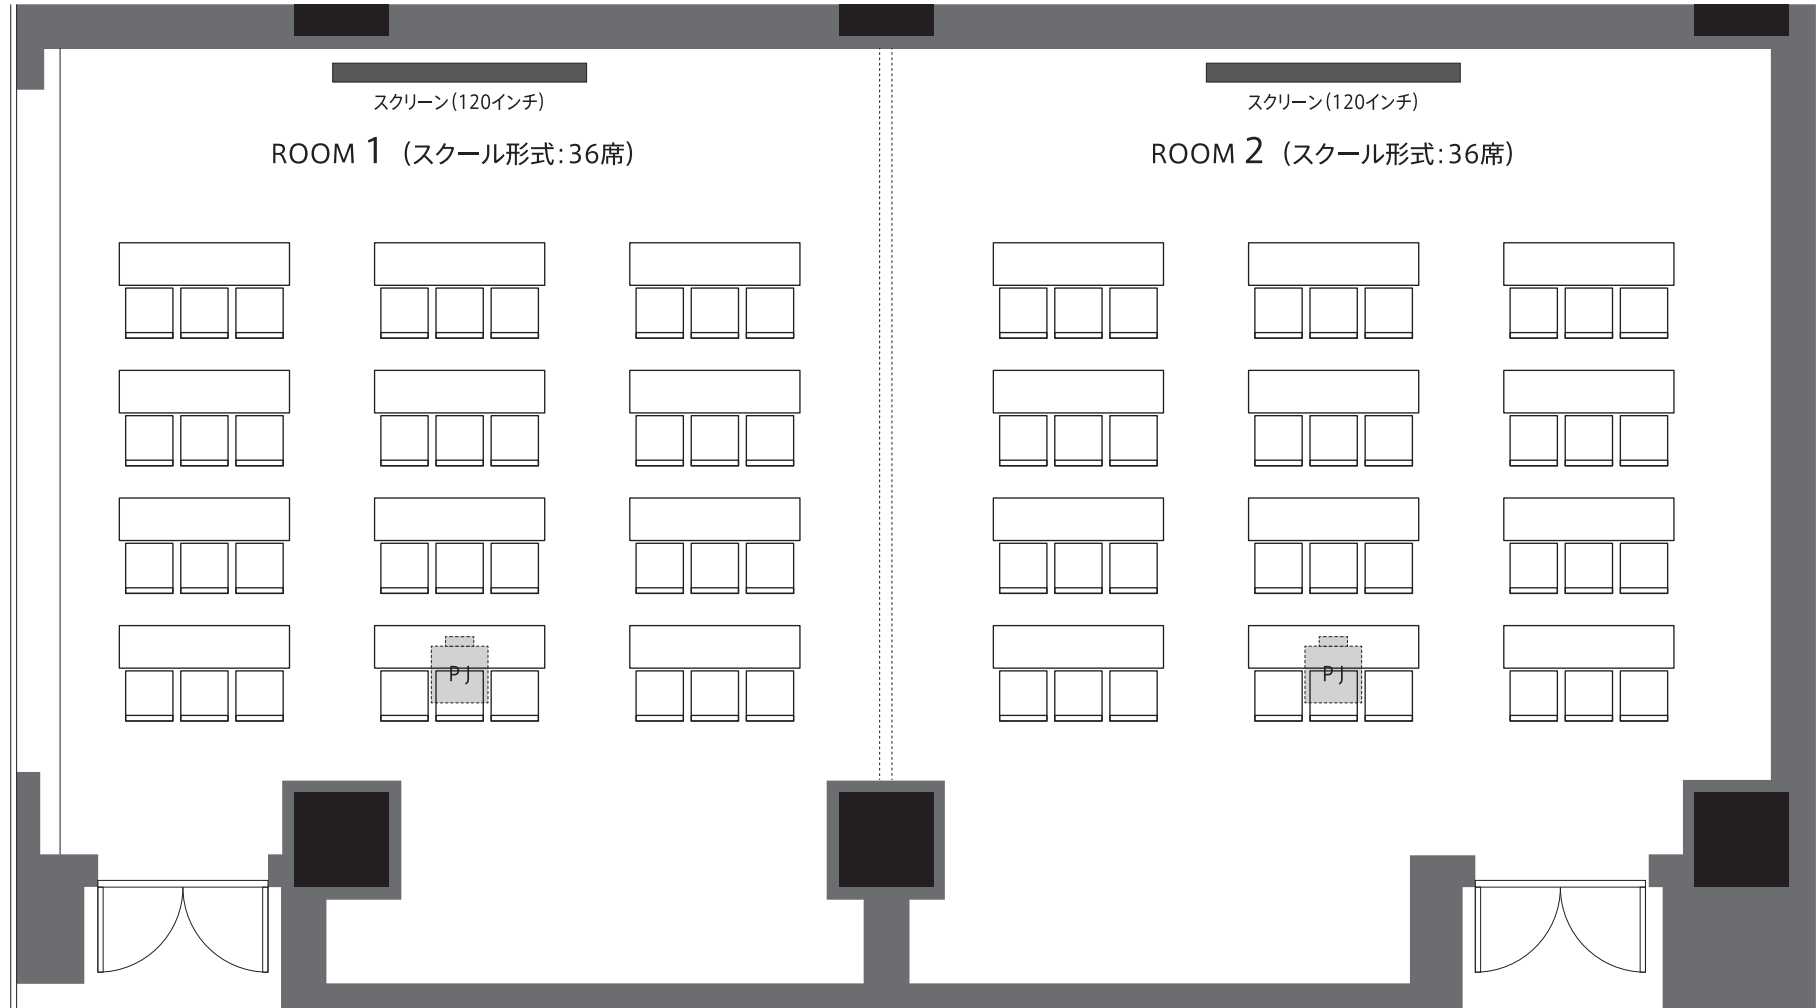 スクリーン(120インチ)
スクリーン(120インチ)
ROOM 1 (スクール形式:36席)
ROOM 2 (スクール形式:36席)
PJ
PJ